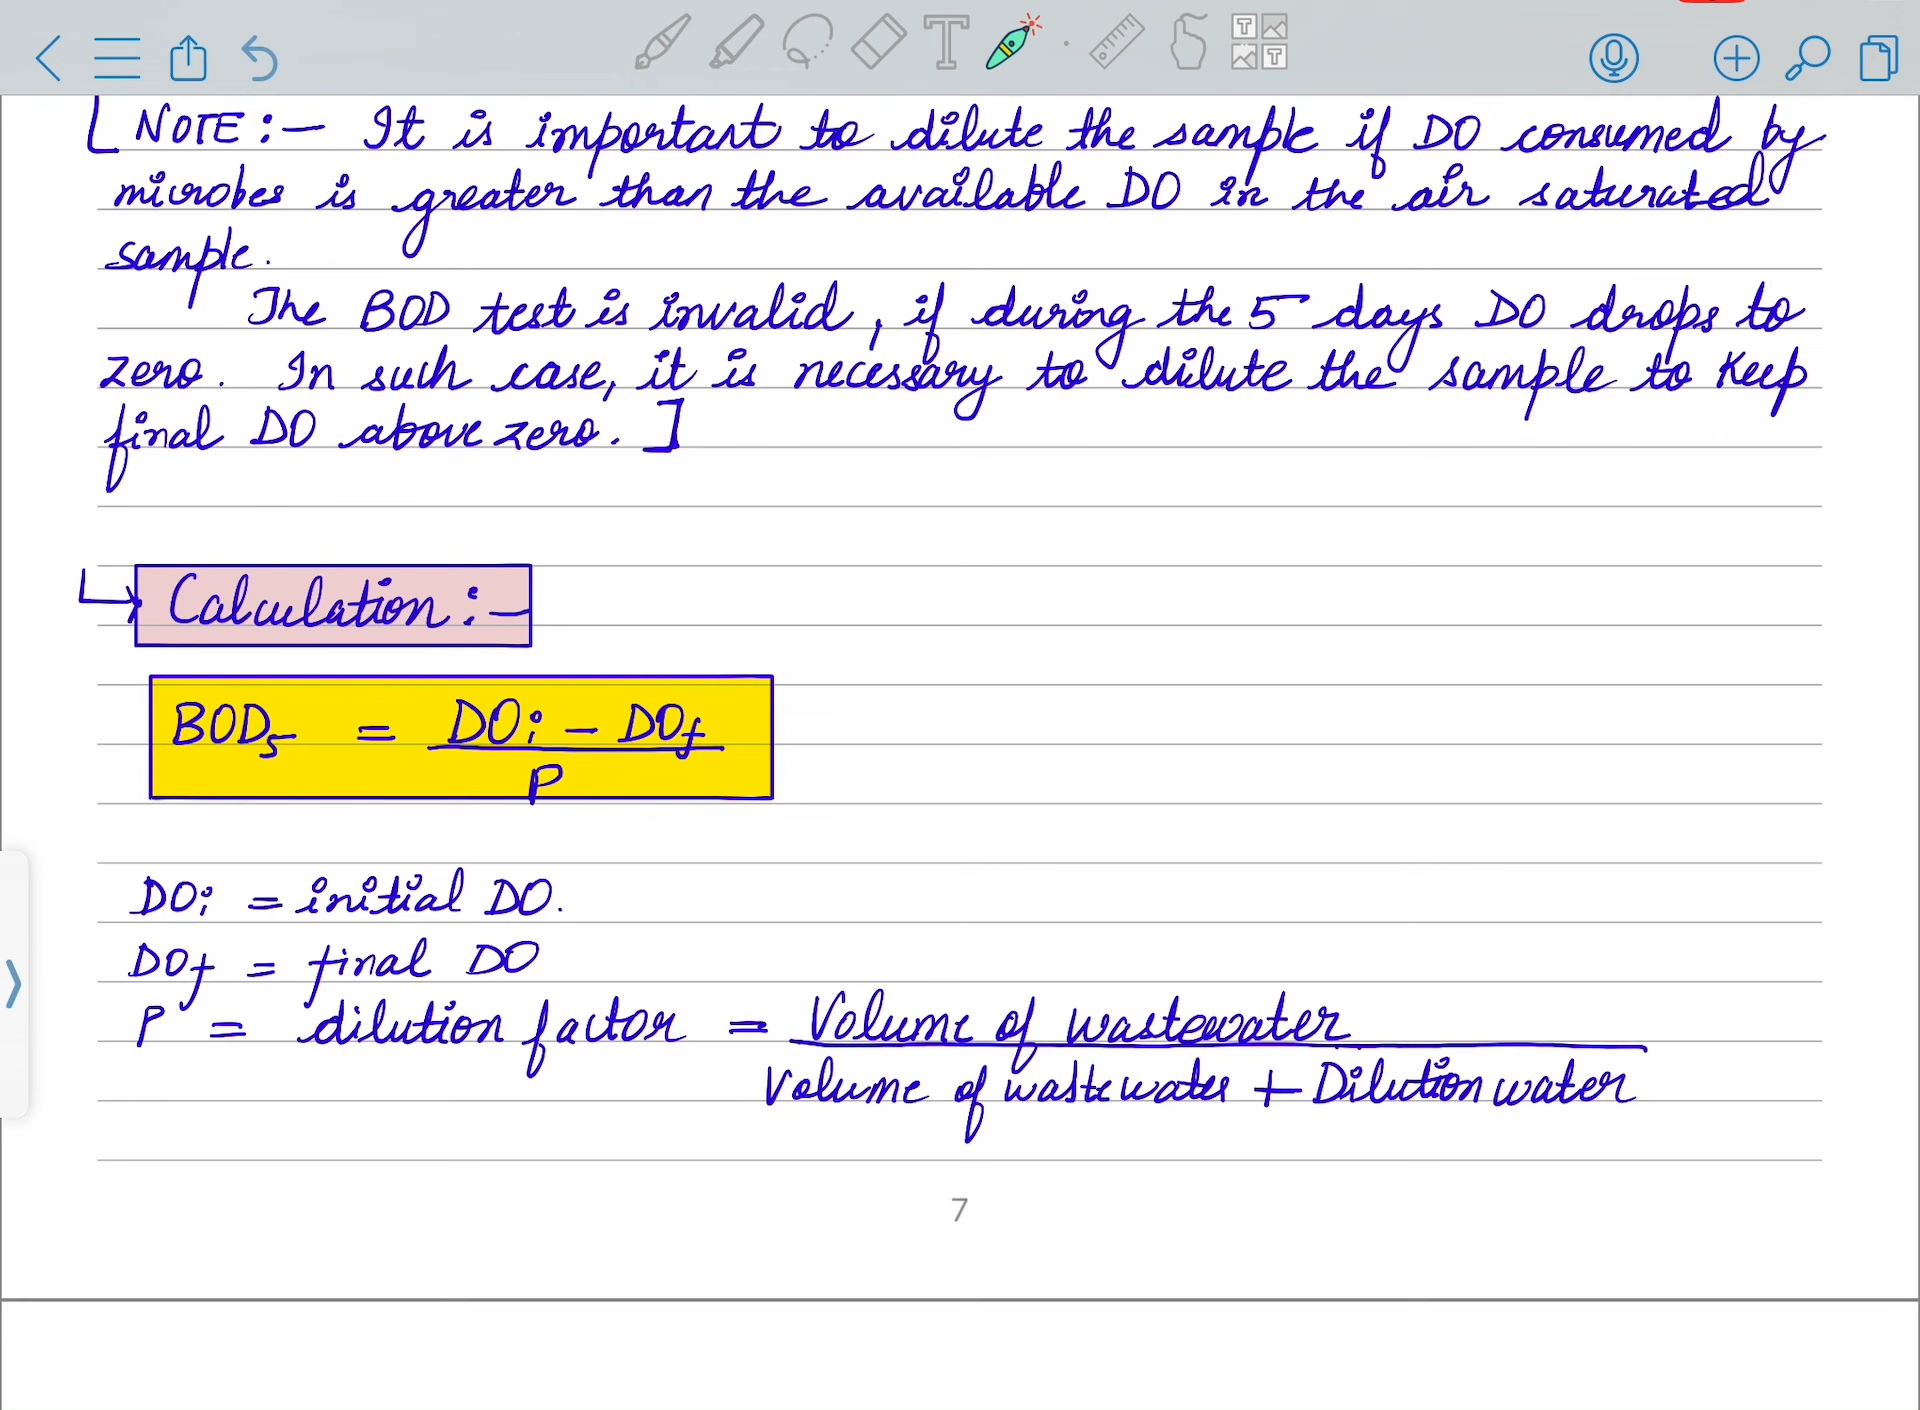 [NOTE :- It is important to dilute the sample if DO consumed by
microbes is greater than the available DO in the air saturated
sample.
The BOD test is invalid, if during the 5 days DO drops to
zero. In such case, it is necessary to dilute the sample to keep
final DO above zero.]
Calculation :-
BOD₅ = DOi - DOf
P
DOi = initial DO.
DOf = final DO
P = dilution factor = Volume of wastewater
Volume of wastewater + Dilution water
7